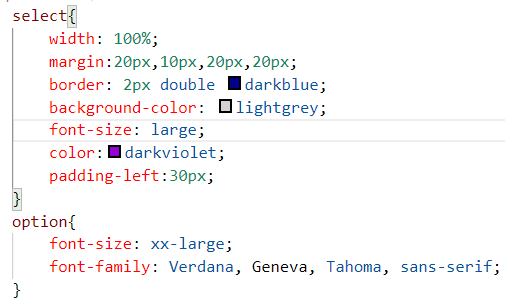 select{
    width: 100%;
    margin:20px,10px,20px,20px;
    border: 2px double darkblue;
    background-color: lightgrey;
    font-size: large;
    color:darkviolet;
    padding-left:30px;
}
option{
    font-size: xx-large;
    font-family: Verdana, Geneva, Tahoma, sans-serif;
}